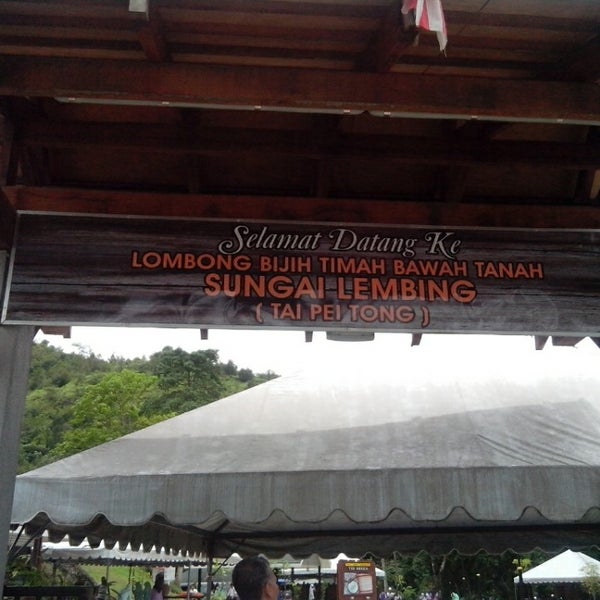 Selamat Datang Ke
LOMBONG BIJIH TIMAH BAWAH TANAH
SUNGAI LEMBING
( TAI PEI TONG )